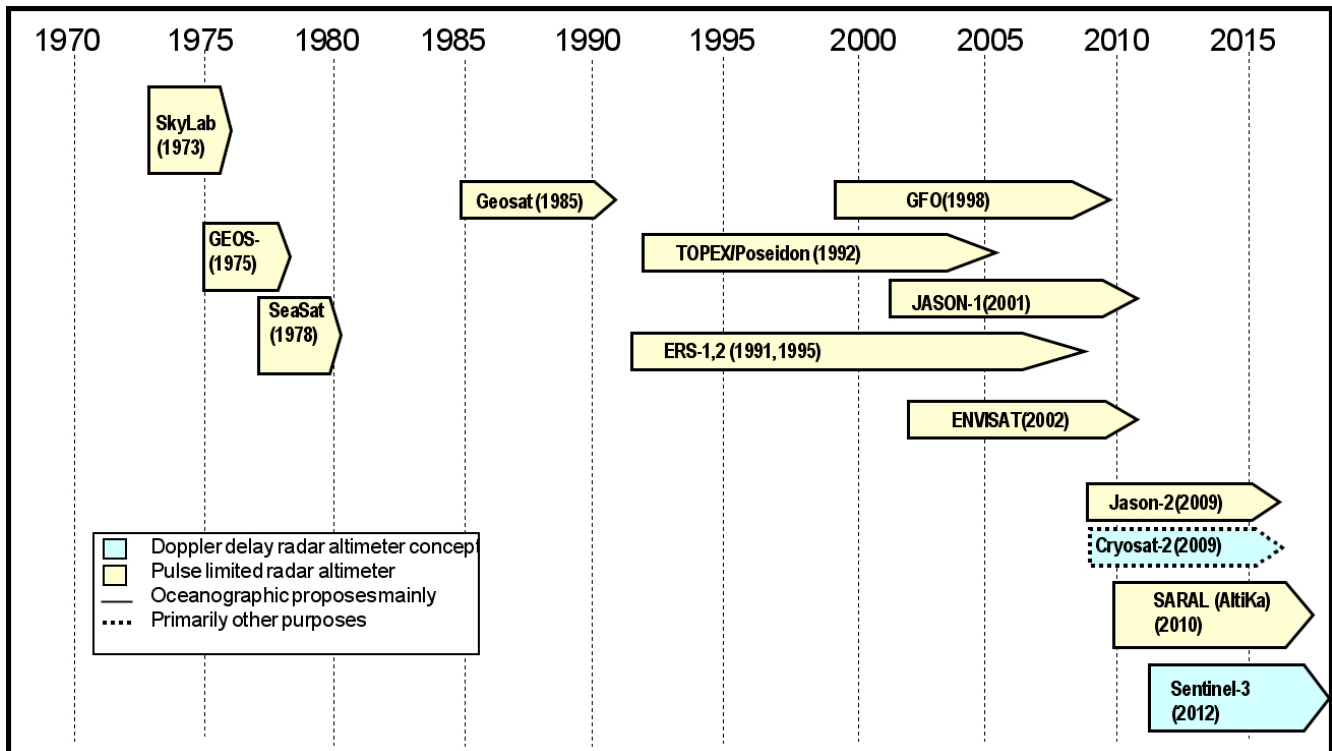 1970 1975 1980 1985 1990 1995 2000 2005 2010 2015
SkyLab
(1973)
Geosat (1985)
GFO(1998)
GEOS-
(1975)
TOPEX/Poseidon (1992)
SeaSat
(1978)
JASON-1(2001)
ERS-1,2 (1991,1995)
ENVISAT(2002)
Jason-2(2009)
Cryosat-2(2009)
SARAL (AltiKa)
(2010)
Sentinel-3
(2012)
Doppler delay radar altimeter concept
Pulse limited radar altimeter
Oceanographic proposes mainly
Primarily other purposes